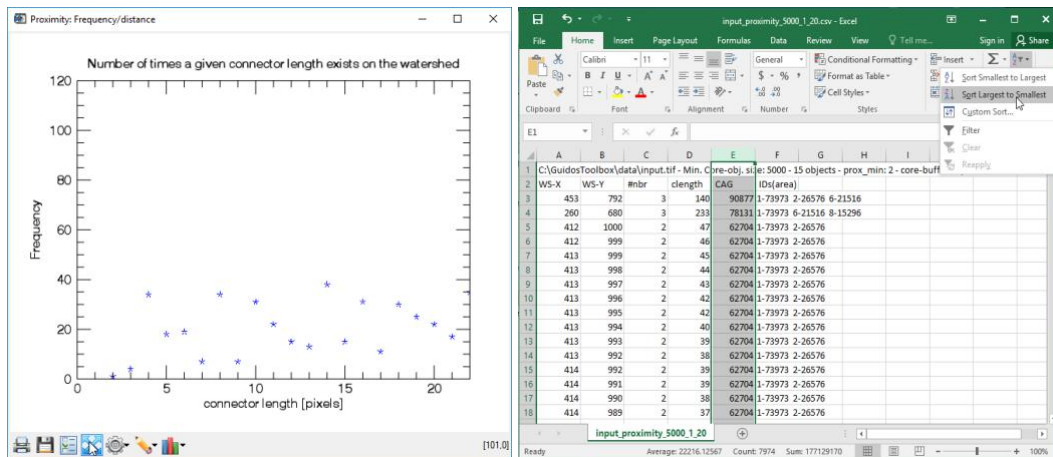 Proximity: Frequency/distance
Number of times a given connector length exists on the watershed
120
100
80
60
40
20
0
Frequency
0 5 10 15 20
connector length [pixels]
[101,0]
input_proximity_5000_1_20.csv - Excel
File Home Insert Page Layout Formulas Data Review View Tell me... Sign in Share
Paste
Calibri 11
B I U
General
Conditional Formatting
Format as Table
Cell Styles
Insert
Clipboard Font Alignment Number Styles
Sort Smallest to Largest
Sort Largest to Smallest
Custom Sort...
Filter
Clear
Reapply
E1
fx
A B C D E F G H I
1 C:\GuidosToolbox\data\input.tif - Min. Core-obj. size: 5000 - 15 objects - prox_min: 2 - core-buff
2 WS-X WS-Y #nbr clength CAG IDs(area)
3 453 792 3 140 90877 1-73973 2-26576 6-21516
4 260 680 3 233 78131 1-73973 6-21516 8-15296
5 412 1000 2 47 62704 1-73973 2-26576
6 412 999 2 46 62704 1-73973 2-26576
7 413 999 2 45 62704 1-73973 2-26576
8 413 998 2 44 62704 1-73973 2-26576
9 413 997 2 43 62704 1-73973 2-26576
10 413 996 2 42 62704 1-73973 2-26576
11 413 995 2 42 62704 1-73973 2-26576
12 413 994 2 40 62704 1-73973 2-26576
13 413 993 2 39 62704 1-73973 2-26576
14 413 992 2 38 62704 1-73973 2-26576
15 414 992 2 39 62704 1-73973 2-26576
16 414 991 2 39 62704 1-73973 2-26576
17 414 990 2 38 62704 1-73973 2-26576
18 414 989 2 37 62704 1-73973 2-26576
input_proximity_5000_1_20
Ready Average: 22216.12567 Count: 7974 Sum: 177129170 100%